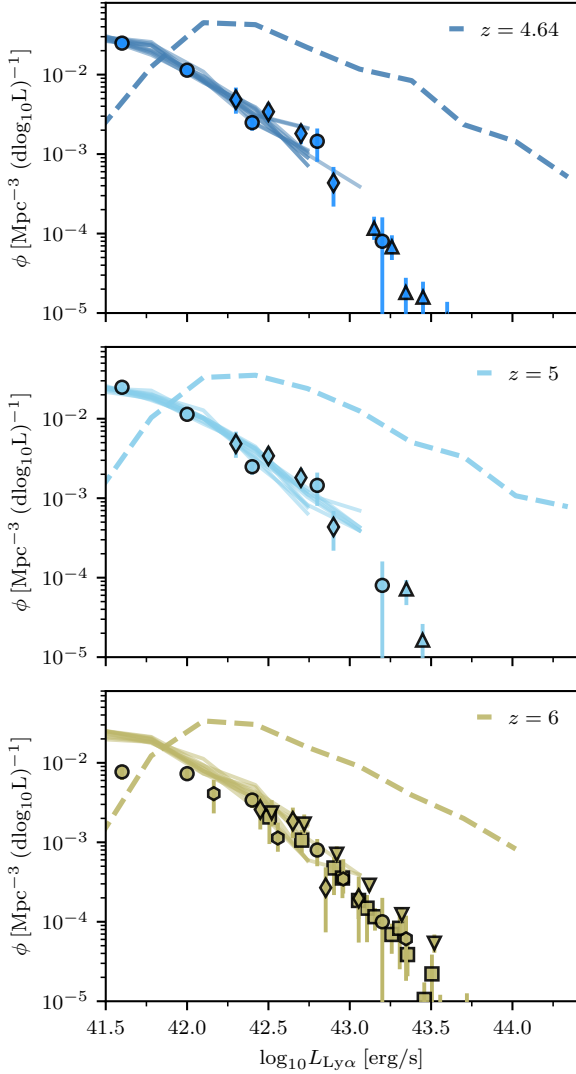 z = 4.64
10⁻²
10⁻³
10⁻⁴
10⁻⁵
ϕ [Mpc⁻³ (dlog₁₀L)⁻¹]
z = 5
10⁻²
10⁻³
10⁻⁴
10⁻⁵
ϕ [Mpc⁻³ (dlog₁₀L)⁻¹]
z = 6
10⁻²
10⁻³
10⁻⁴
10⁻⁵
ϕ [Mpc⁻³ (dlog₁₀L)⁻¹]
41.5 42.0 42.5 43.0 43.5 44.0
log₁₀ L_Lyα [erg/s]